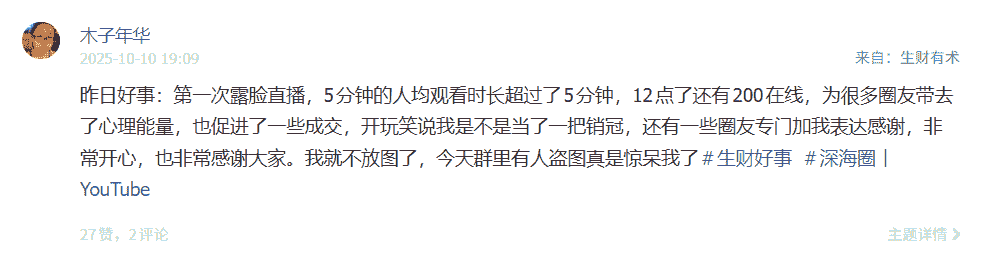 木子年华
2025-10-10 19:09
来自：生财有术
昨日好事：第一次露脸直播，5分钟的人均观看时长超过了5分钟，12点了还有200在线，为很多圈友带去
了心理能量，也促进了一些成交，开玩笑说我是不是当了一把销冠，还有一些圈友专门加我表达感谢，非
常开心，也非常感谢大家。我就不放图了，今天群里有人盗图真是惊呆我了#生财好事 #深海圈丨
YouTube
27赞，2评论
主题详情